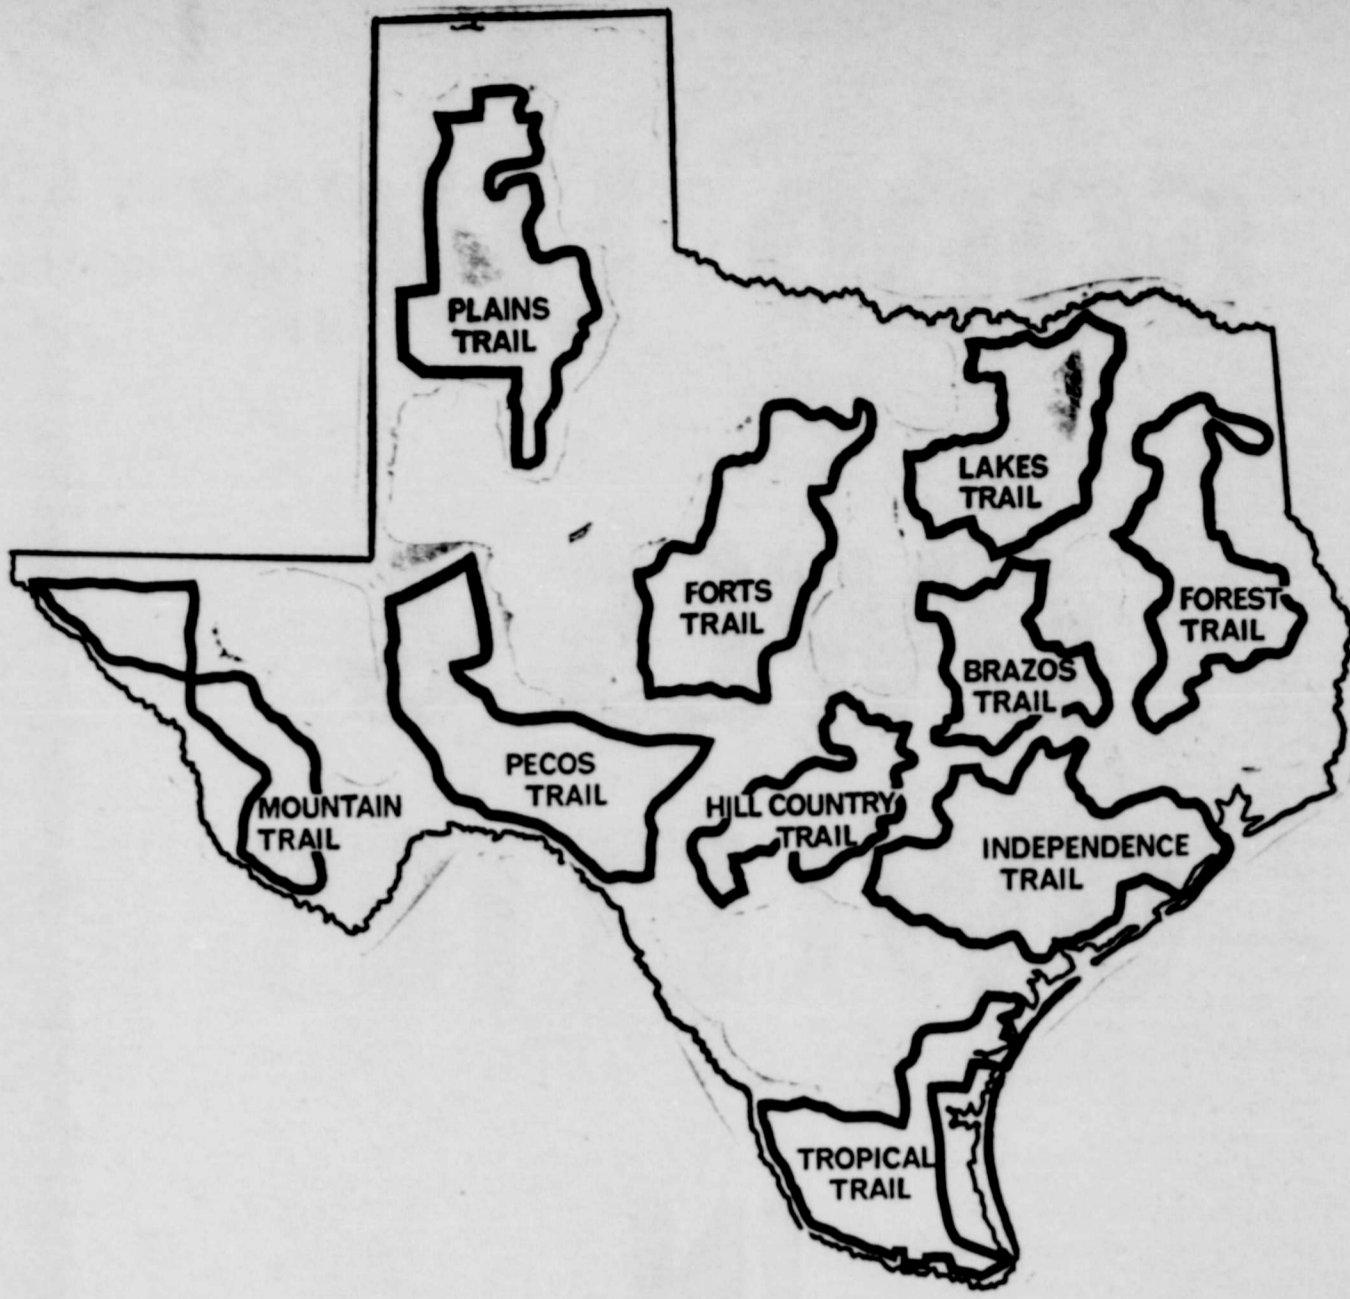 PLAINS
TRAIL
LAKES
TRAIL
FORTS
TRAIL
FOREST
TRAIL
BRAZOS
TRAIL
PECOS
TRAIL
MOUNTAIN
TRAIL
HILL COUNTRY
TRAIL
INDEPENDENCE
TRAIL
TROPICAL
TRAIL